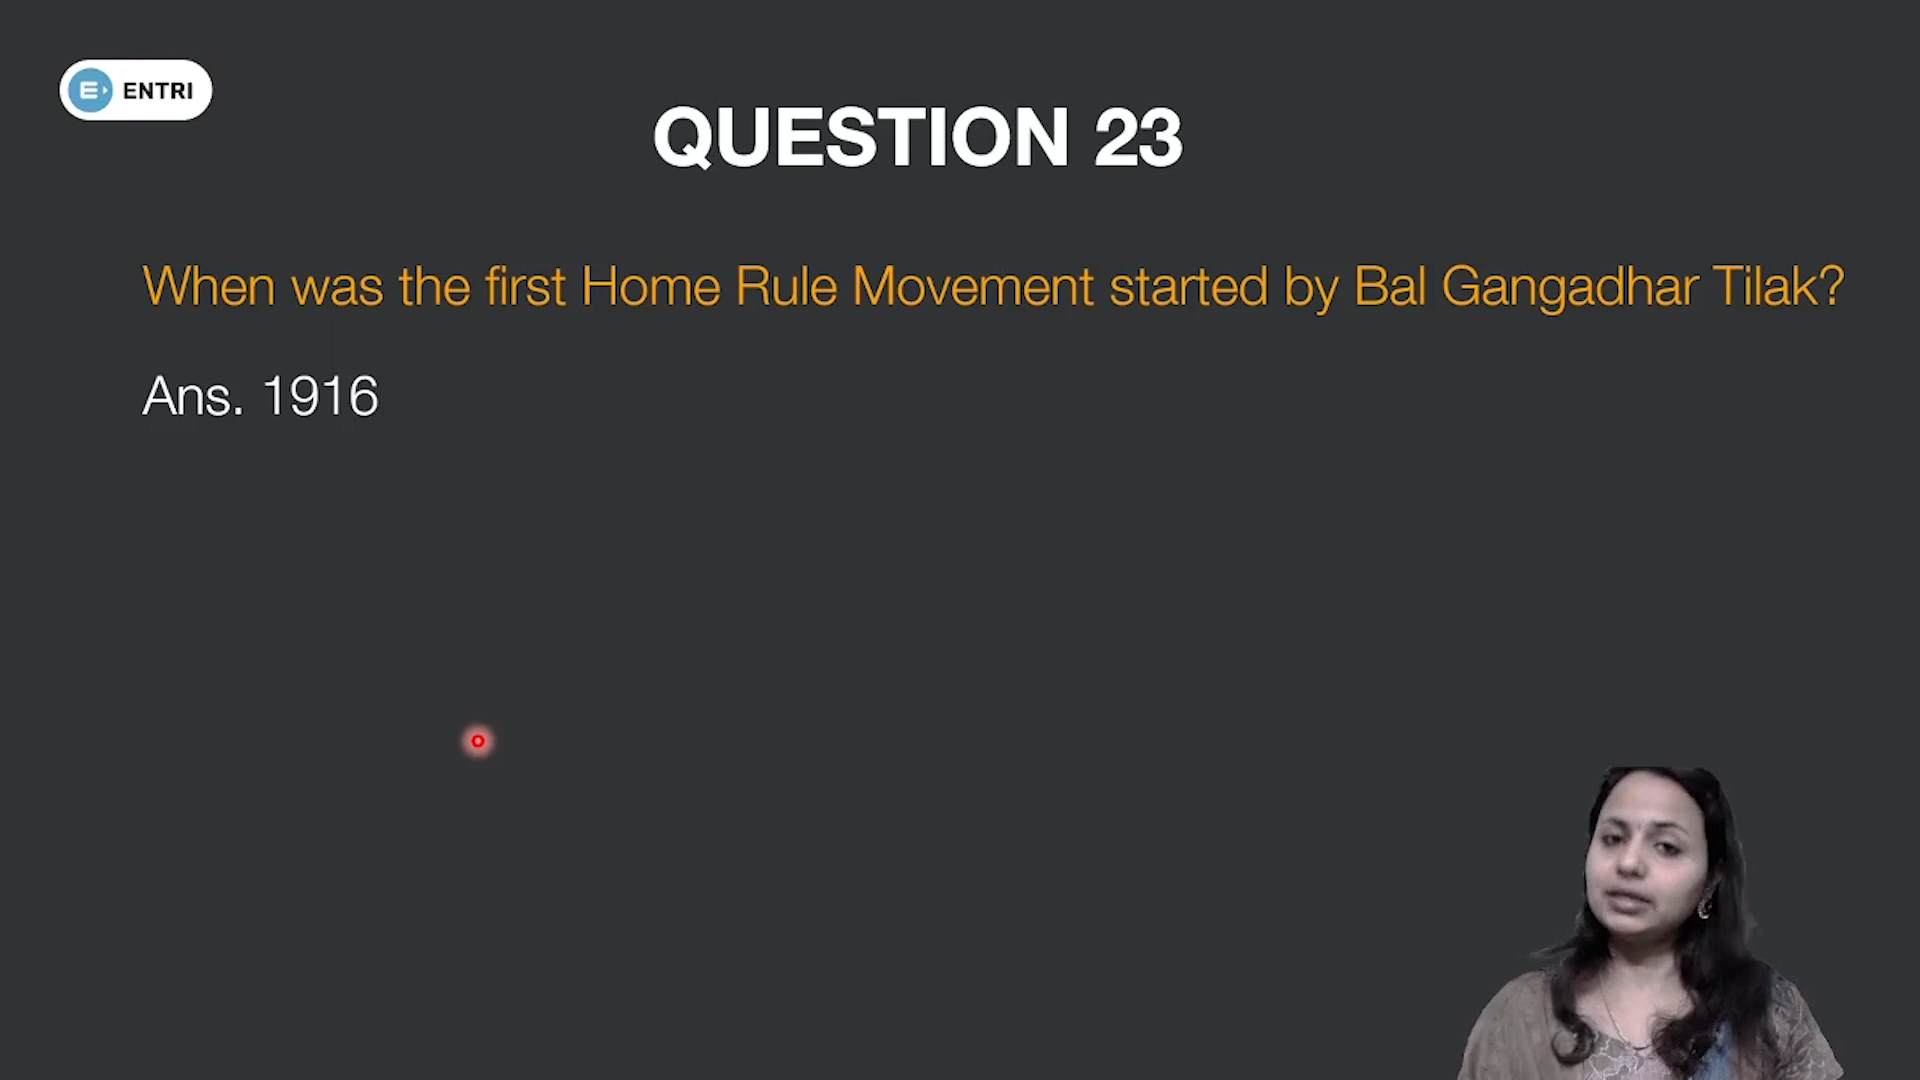 ENTRI
QUESTION 23
When was the first Home Rule Movement started by Bal Gangadhar Tilak?
Ans. 1916